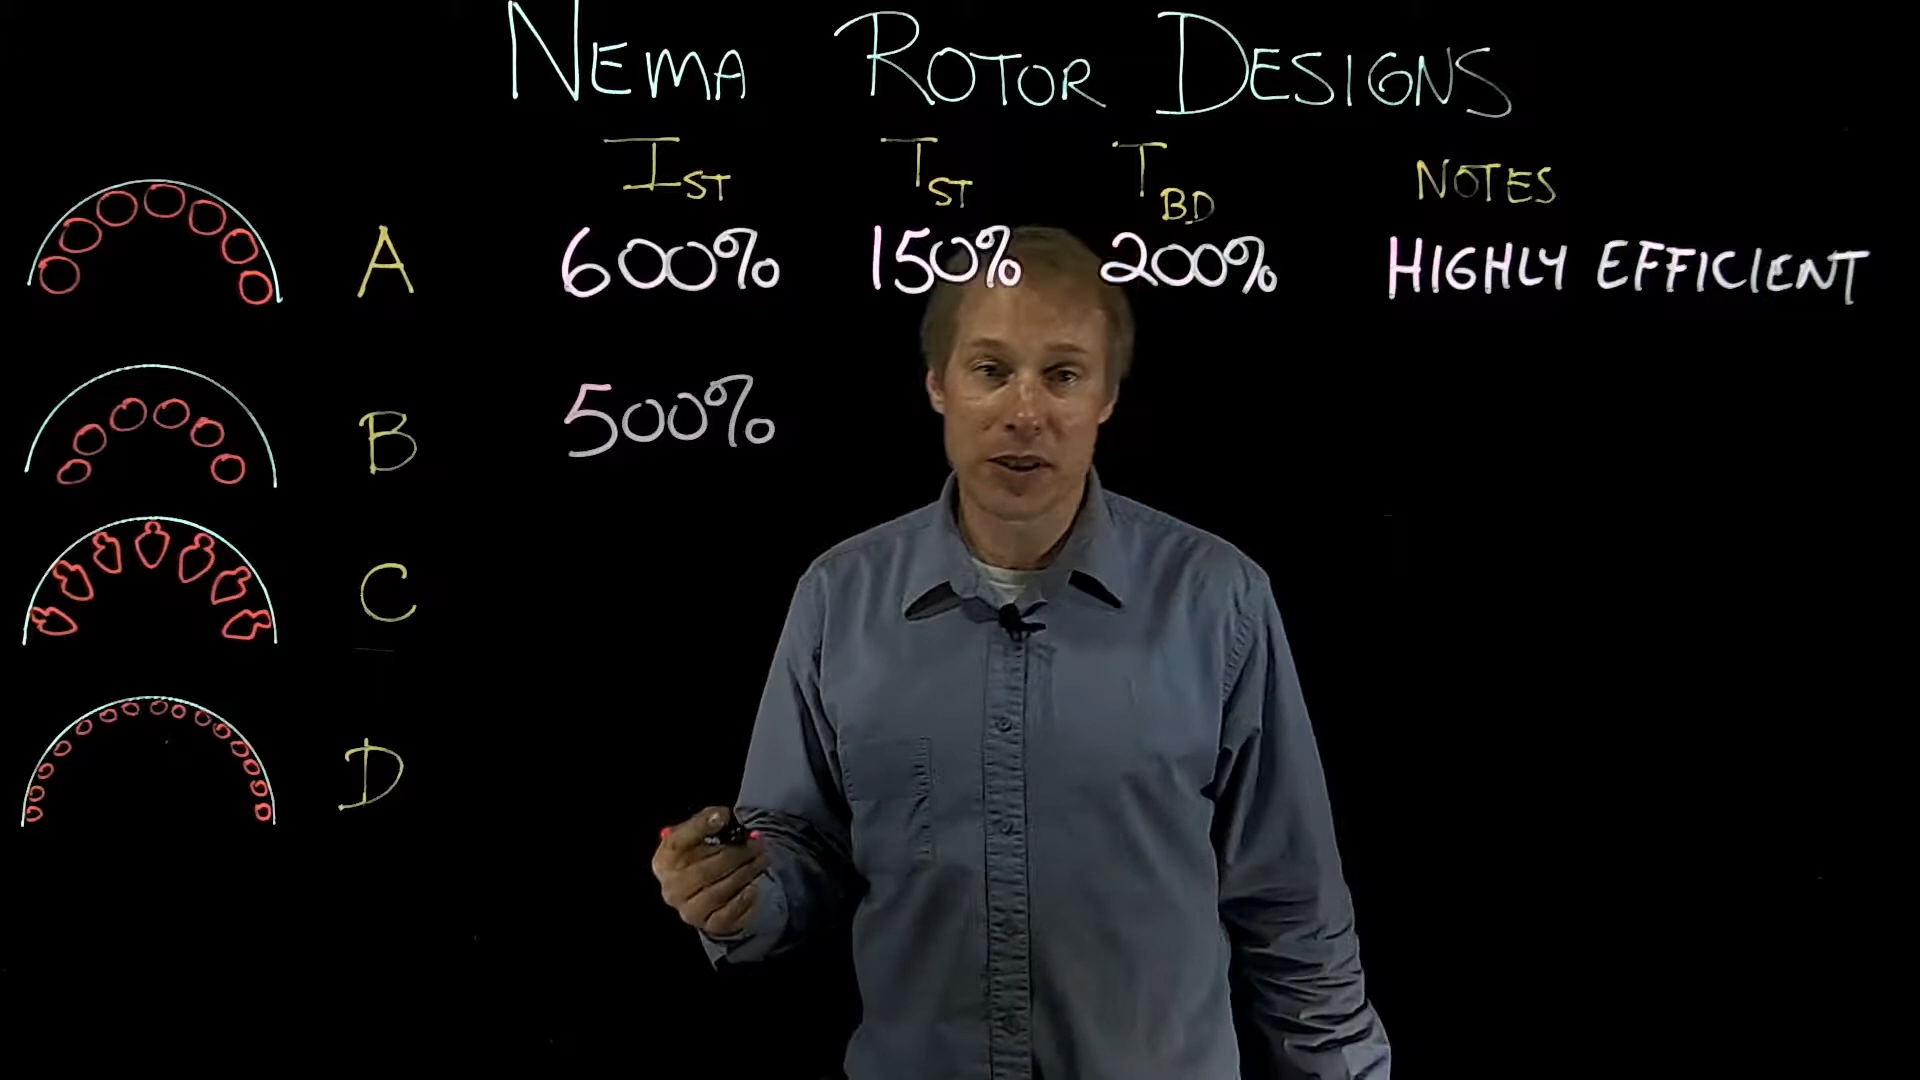 NEMA ROTOR DESIGNS
IST TST TBD NOTES
A 600% 150% 200% HIGHLY EFFICIENT
B 500%
C
D